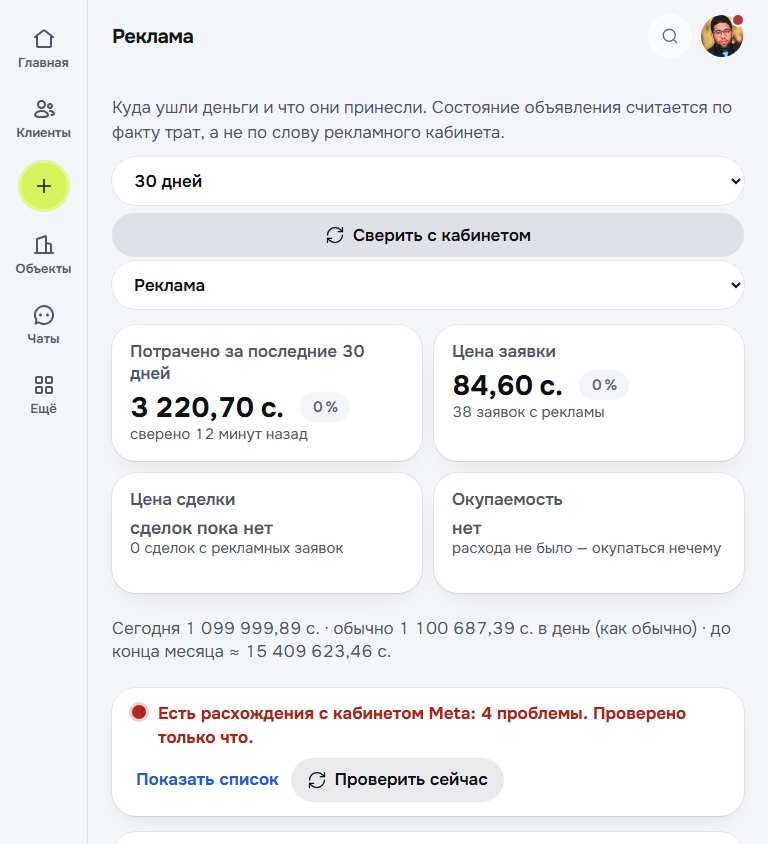 Реклама
Главная
Клиенты
Объекты
Чаты
Ещё
Куда ушли деньги и что они принесли. Состояние объявления считается по
факту трат, а не по слову рекламного кабинета.
30 дней
Сверить с кабинетом
Реклама
Потрачено за последние 30
дней
3 220,70 с. 0 %
сверено 12 минут назад
Цена заявки
84,60 с. 0 %
38 заявок с рекламы
Цена сделки
сделок пока нет
0 сделок с рекламных заявок
Окупаемость
нет
расхода не было — окупаться нечему
Сегодня 1 099 999,89 с. · обычно 1 100 687,39 с. в день (как обычно) · до
конца месяца ≈ 15 409 623,46 с.
Есть расхождения с кабинетом Meta: 4 проблемы. Проверено
только что.
Показать список Проверить сейчас